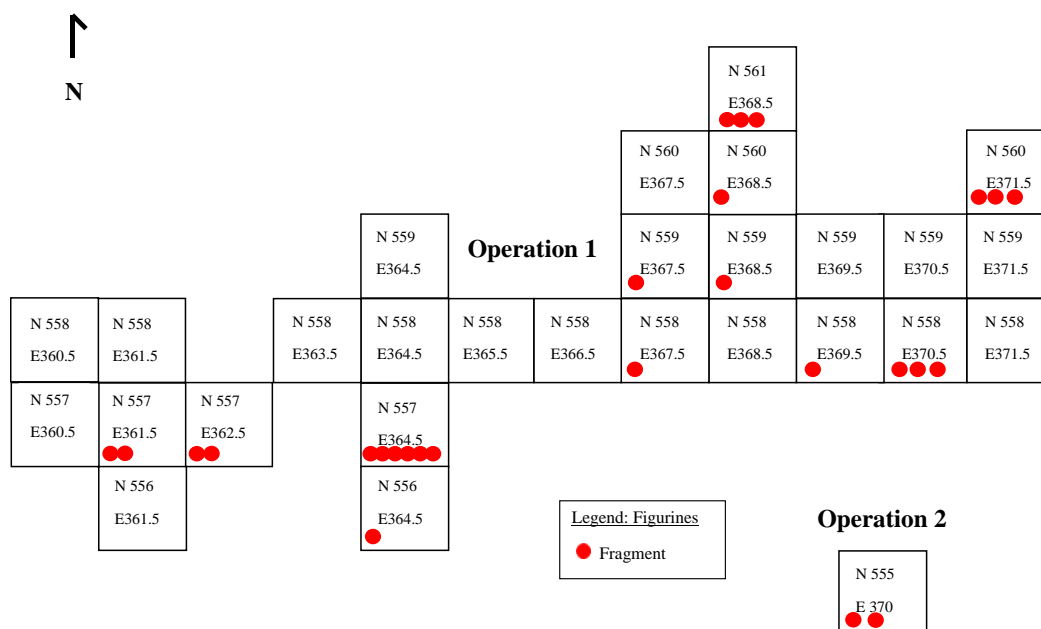 N
N 561
E368.5
N 560
E367.5
N 560
E368.5
N 560
E371.5
N 559
E364.5
Operation 1
N 559
E367.5
N 559
E368.5
N 559
E369.5
N 559
E370.5
N 559
E371.5
N 558
E360.5
N 558
E361.5
N 558
E363.5
N 558
E364.5
N 558
E365.5
N 558
E366.5
N 558
E367.5
N 558
E368.5
N 558
E369.5
N 558
E370.5
N 558
E371.5
N 557
E360.5
N 557
E361.5
N 557
E362.5
N 557
E364.5
N 556
E361.5
N 556
E364.5
Legend: Figurines
Fragment
Operation 2
N 555
E 370